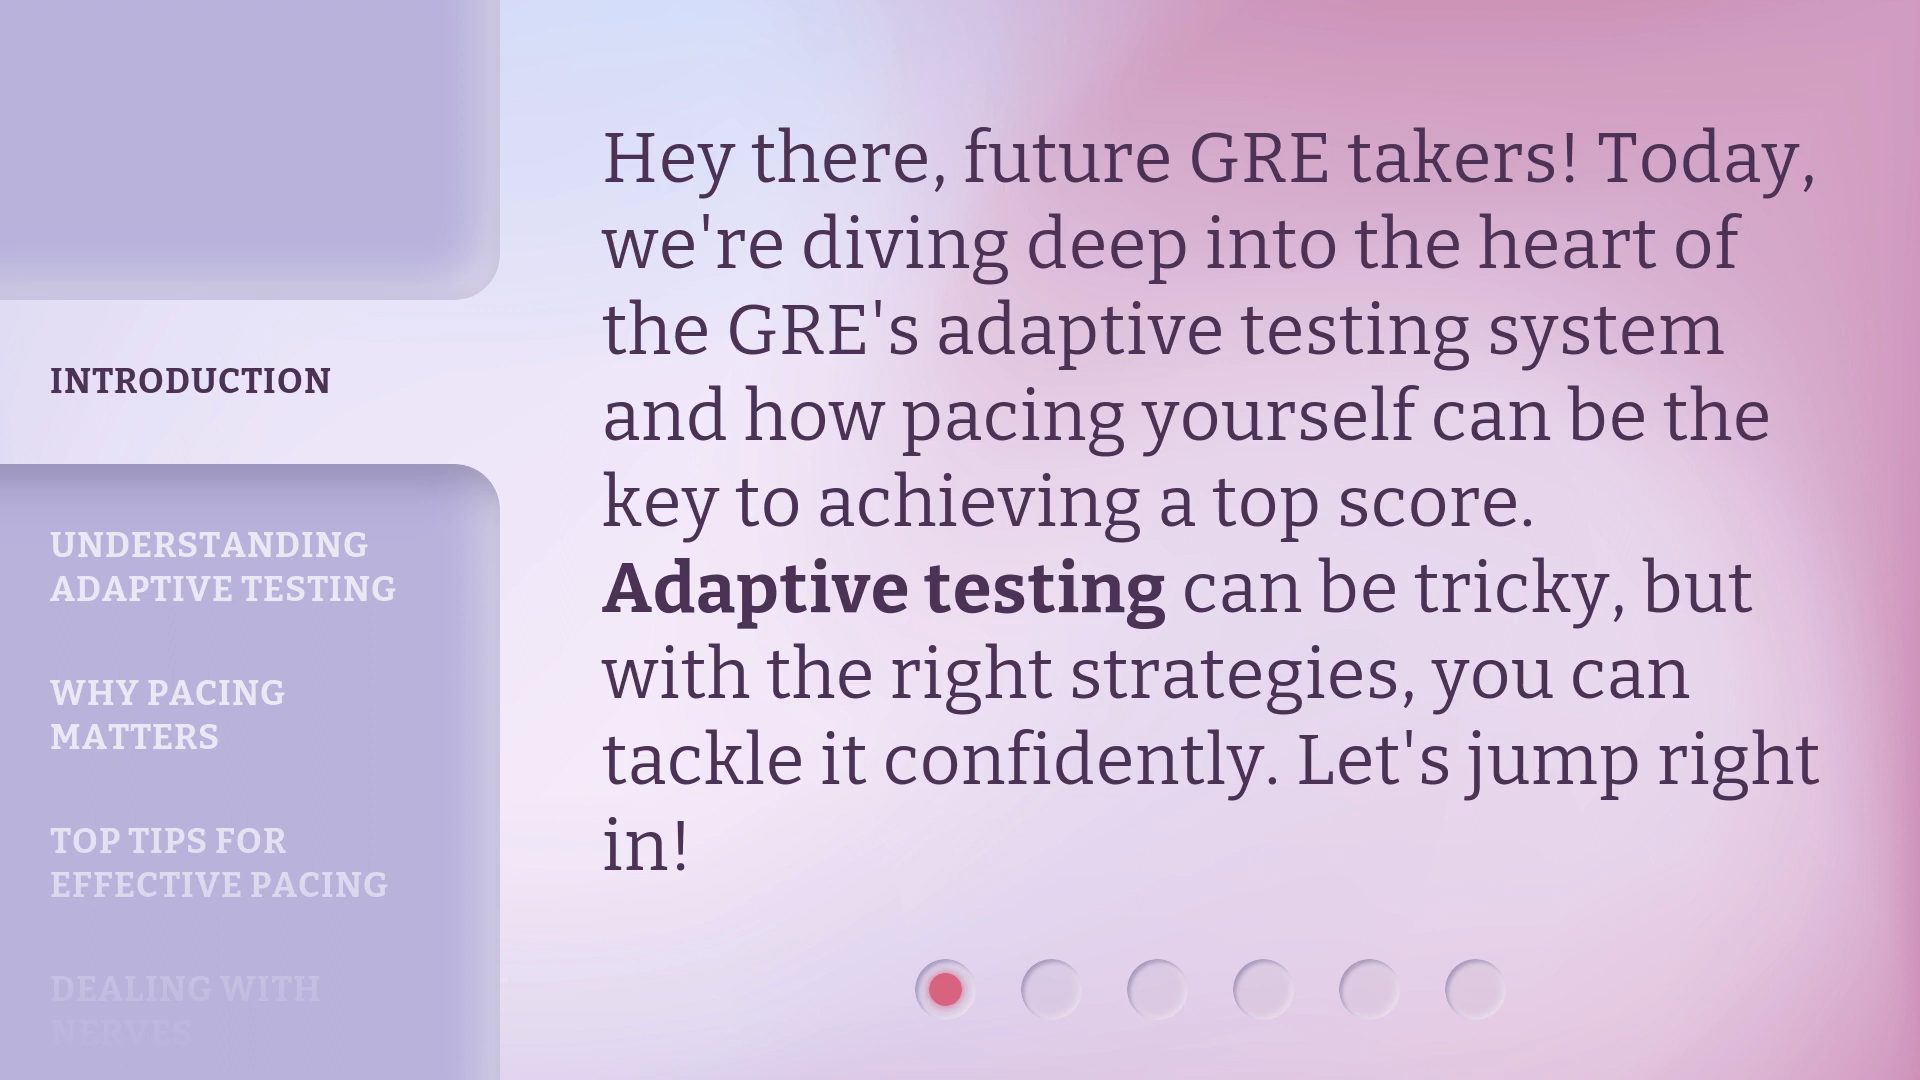 INTRODUCTION
UNDERSTANDING
ADAPTIVE TESTING
WHY PACING
MATTERS
TOP TIPS FOR
EFFECTIVE PACING
DEALING WITH
NERVES
Hey there, future GRE takers! Today,
we're diving deep into the heart of
the GRE's adaptive testing system
and how pacing yourself can be the
key to achieving a top score.
Adaptive testing can be tricky, but
with the right strategies, you can
tackle it confidently. Let's jump right
in!